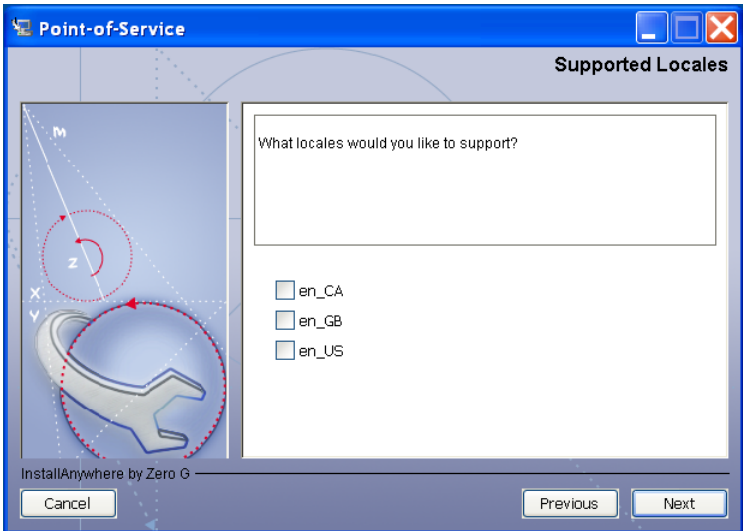 Point-of-Service
Supported Locales
m
z
X
Y
What locales would you like to support?
en_CA
en_GB
en_US
InstallAnywhere by Zero G
Cancel
Previous
Next